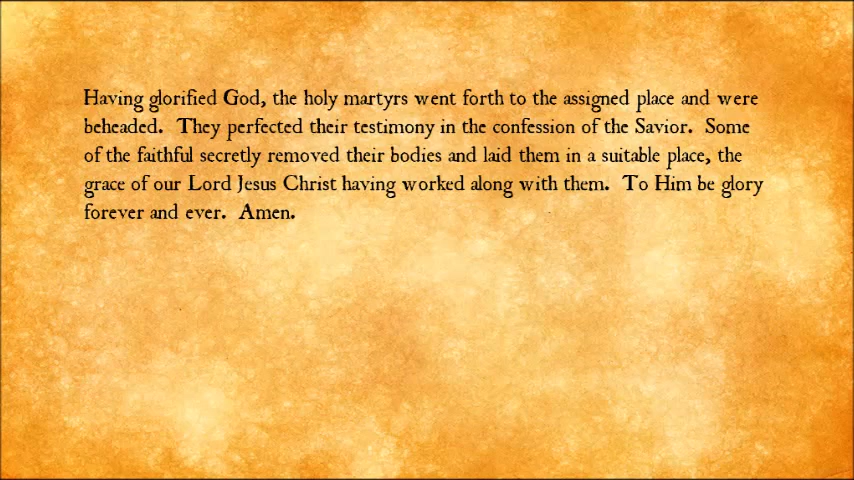 Having glorified God, the holy martyrs went forth to the assigned place and were
beheaded.  They perfected their testimony in the confession of the Savior.  Some
of the faithful secretly removed their bodies and laid them in a suitable place, the
grace of our Lord Jesus Christ having worked along with them.  To Him be glory
forever and ever.  Amen.